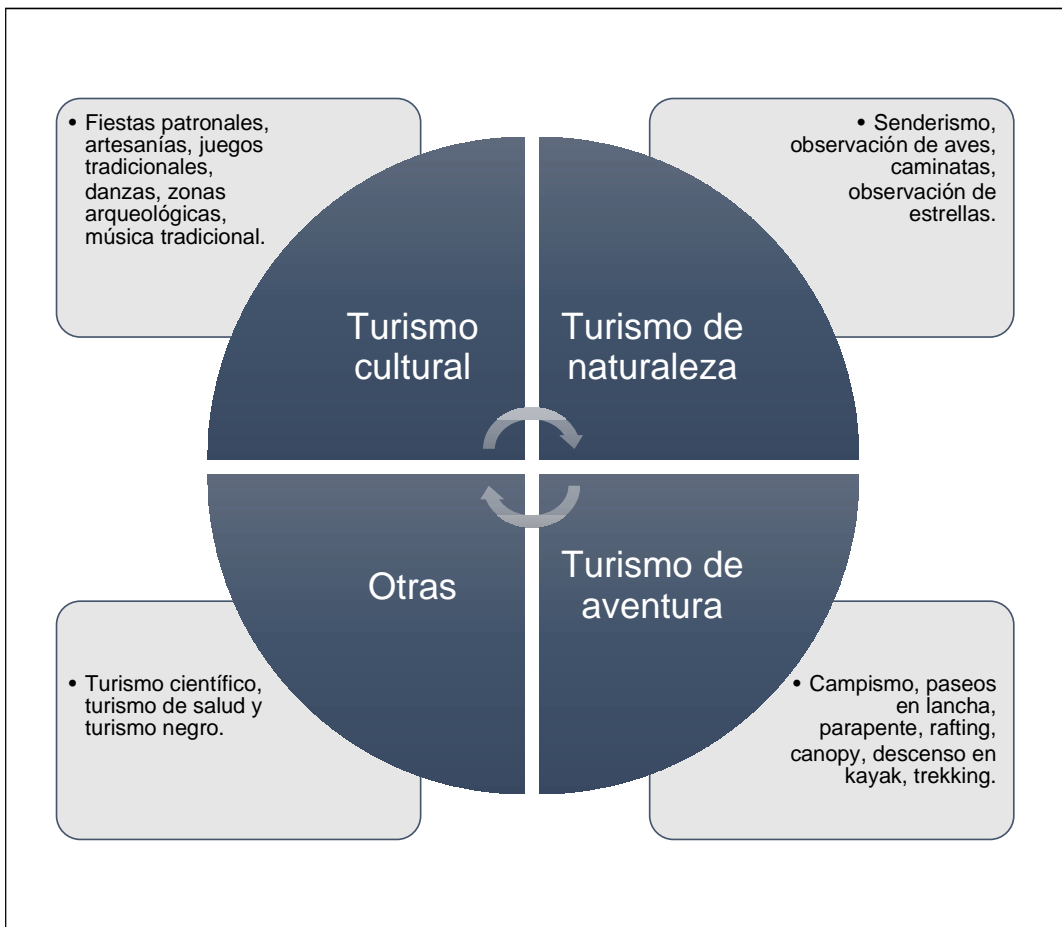 • Fiestas patronales,
artesanías, juegos
tradicionales,
danzas, zonas
arqueológicas,
música tradicional.
• Senderismo,
observación de aves,
caminatas,
observación de
estrellas.
Turismo
cultural
Turismo de
naturaleza
Otras
Turismo de
aventura
• Turismo científico,
turismo de salud y
turismo negro.
• Campismo, paseos
en lancha,
parapente, rafting,
canopy, descenso en
kayak, trekking.